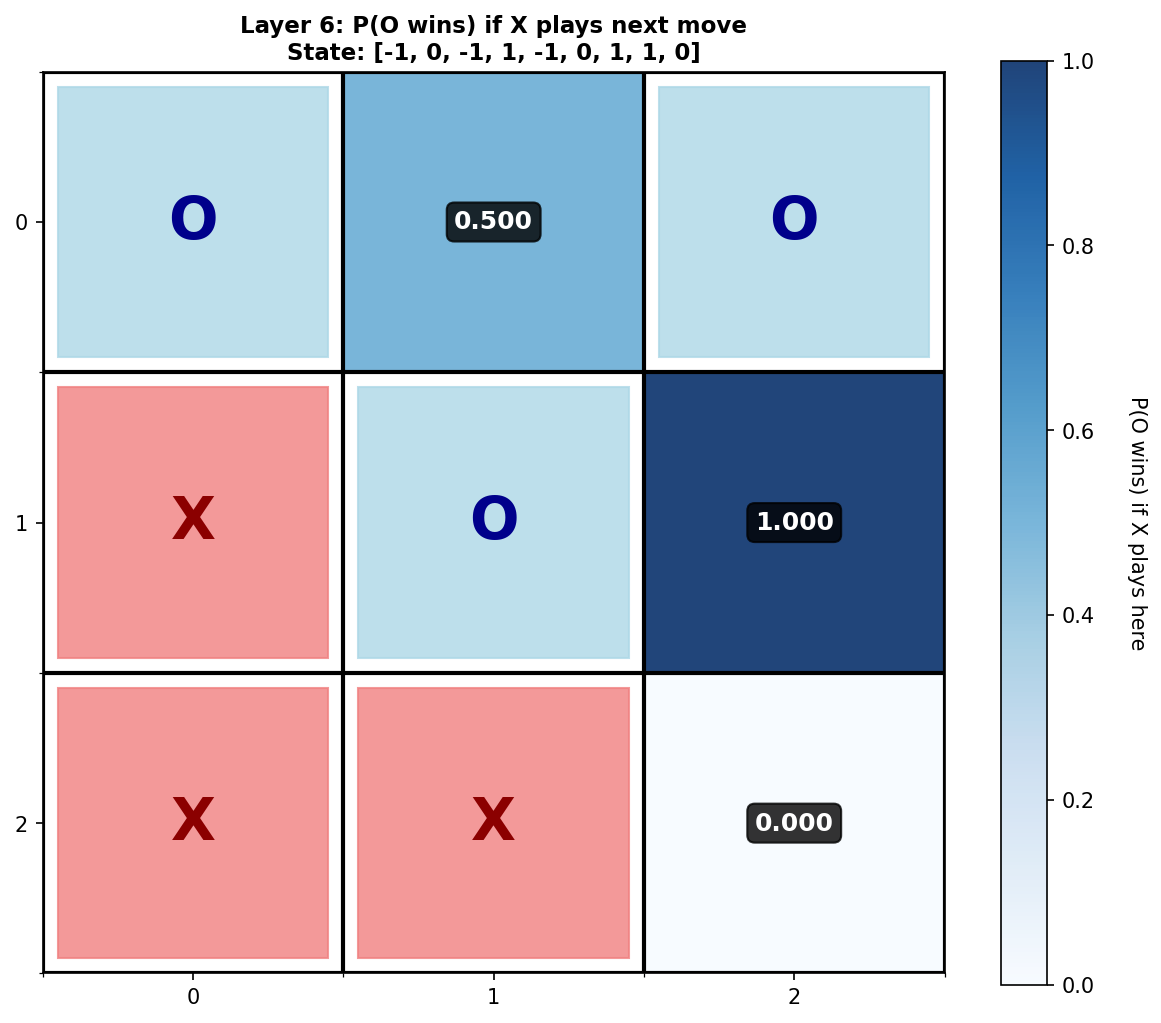 Layer 6: P(O wins) if X plays next move
State: [-1, 0, -1, 1, -1, 0, 1, 1, 0]
0
O
0.500
O
1
X
O
1.000
2
X
X
0.000
0
1
2
1.0
0.8
0.6
0.4
0.2
0.0
P(O wins) if X plays here